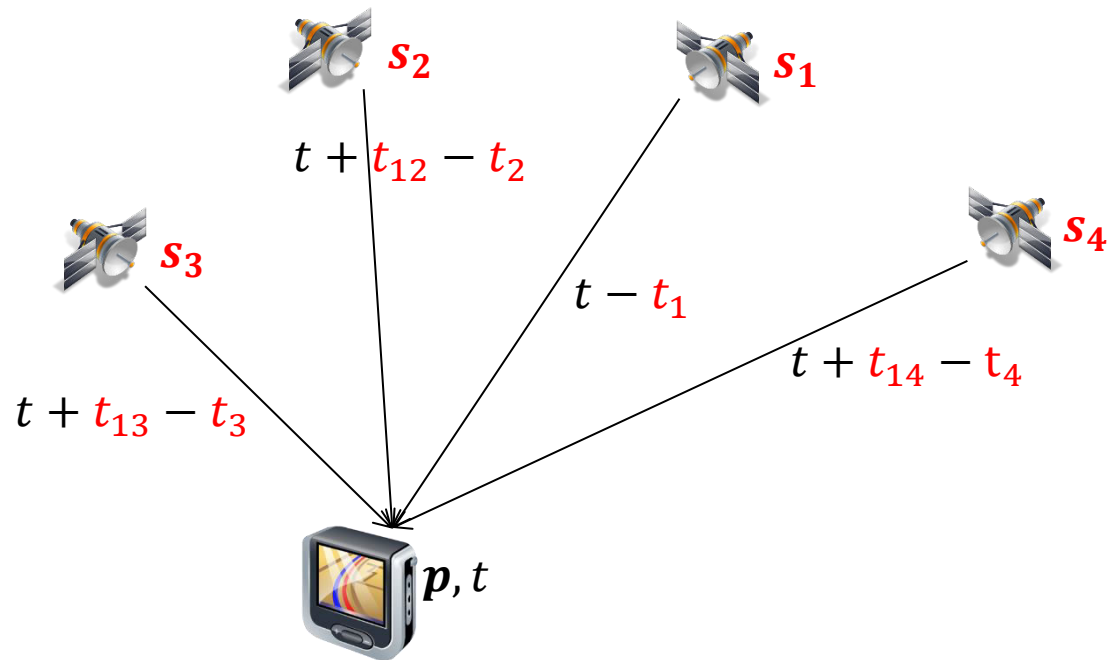 s₂
s₁
t + t₁₂ − t₂
s₃
s₄
t − t₁
t + t₁₄ − t₄
t + t₁₃ − t₃
p, t